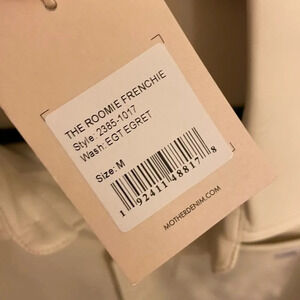 THE ROOMIE FRENCHIE
Style: 2385-1017
Wash: EGT EGRET
Size: M
1 92411 48817 8
MOTHERDENIM.COM